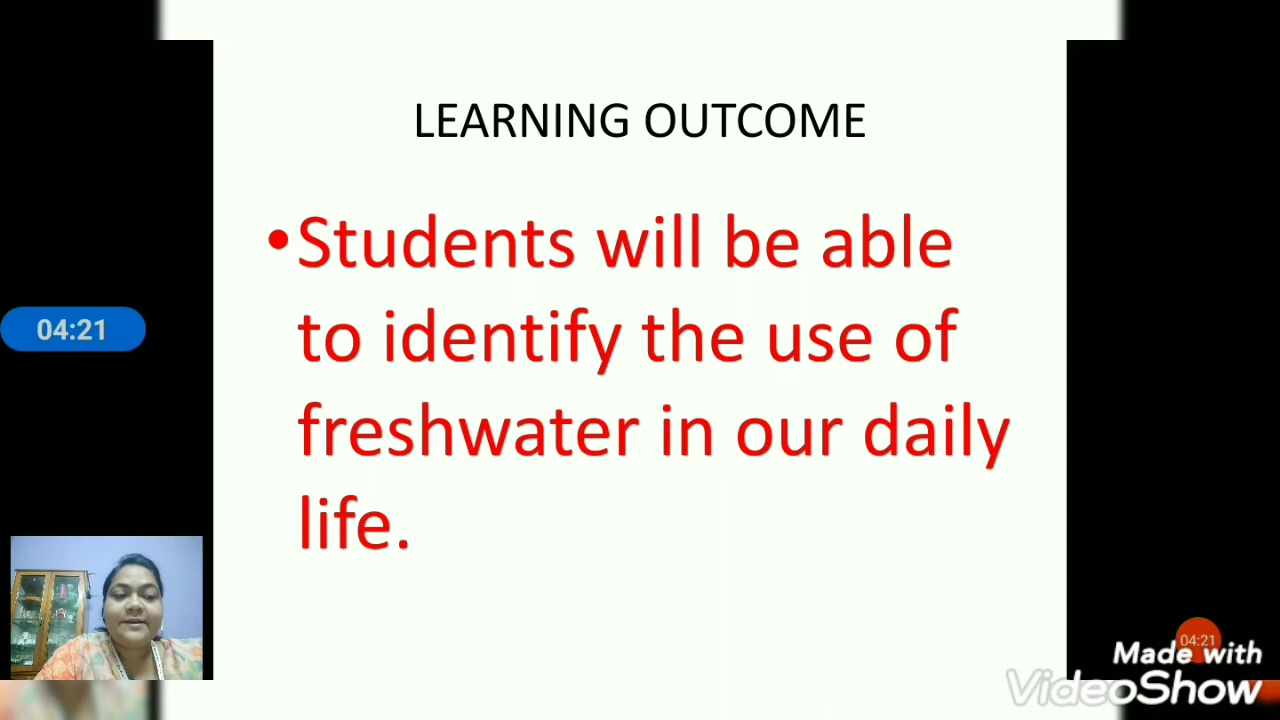 LEARNING OUTCOME
•Students will be able
to identify the use of
freshwater in our daily
life.
04:21
04:21
Made with
VideoShow